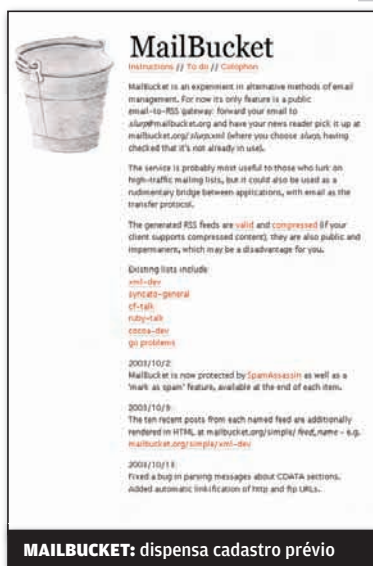 MailBucket
Instructions // To do // Colophon
MailBucket is an experiment in alternative methods of email
management. For now its only feature is a public
email-to-RSS gateway: forward your email to
slurp@mailbucket.org and have your news reader pick it up at
mailbucket.org/slurp.xml (where you choose slurp, having
checked that it's not already in use).
The service is probably most useful to those who lurk on
high-traffic mailing lists, but it could also be used as a
rudimentary bridge between applications, with email as the
transfer protocol.
The generated RSS feeds are valid and compressed (if your
client supports compressed content), they are also public and
impermanent, which may be a disadvantage for you.
Existing lists include:
xml-dev
syncato-general
cf-talk
ruby-talk
cocoa-dev
go problems
2003/10/2:
MailBucket is now protected by SpamAssassin as well as a
'mark as spam' feature, available at the end of each item.
2003/10/9:
The ten recent posts from each named feed are additionally
rendered in HTML at mailbucket.org/simple/feed_name - e.g.
mailbucket.org/simple/xml-dev
2003/10/13:
Fixed a bug in parsing messages about CDATA sections.
Added automatic linkification of http and ftp URLs.
MAILBUCKET: dispensa cadastro prévio